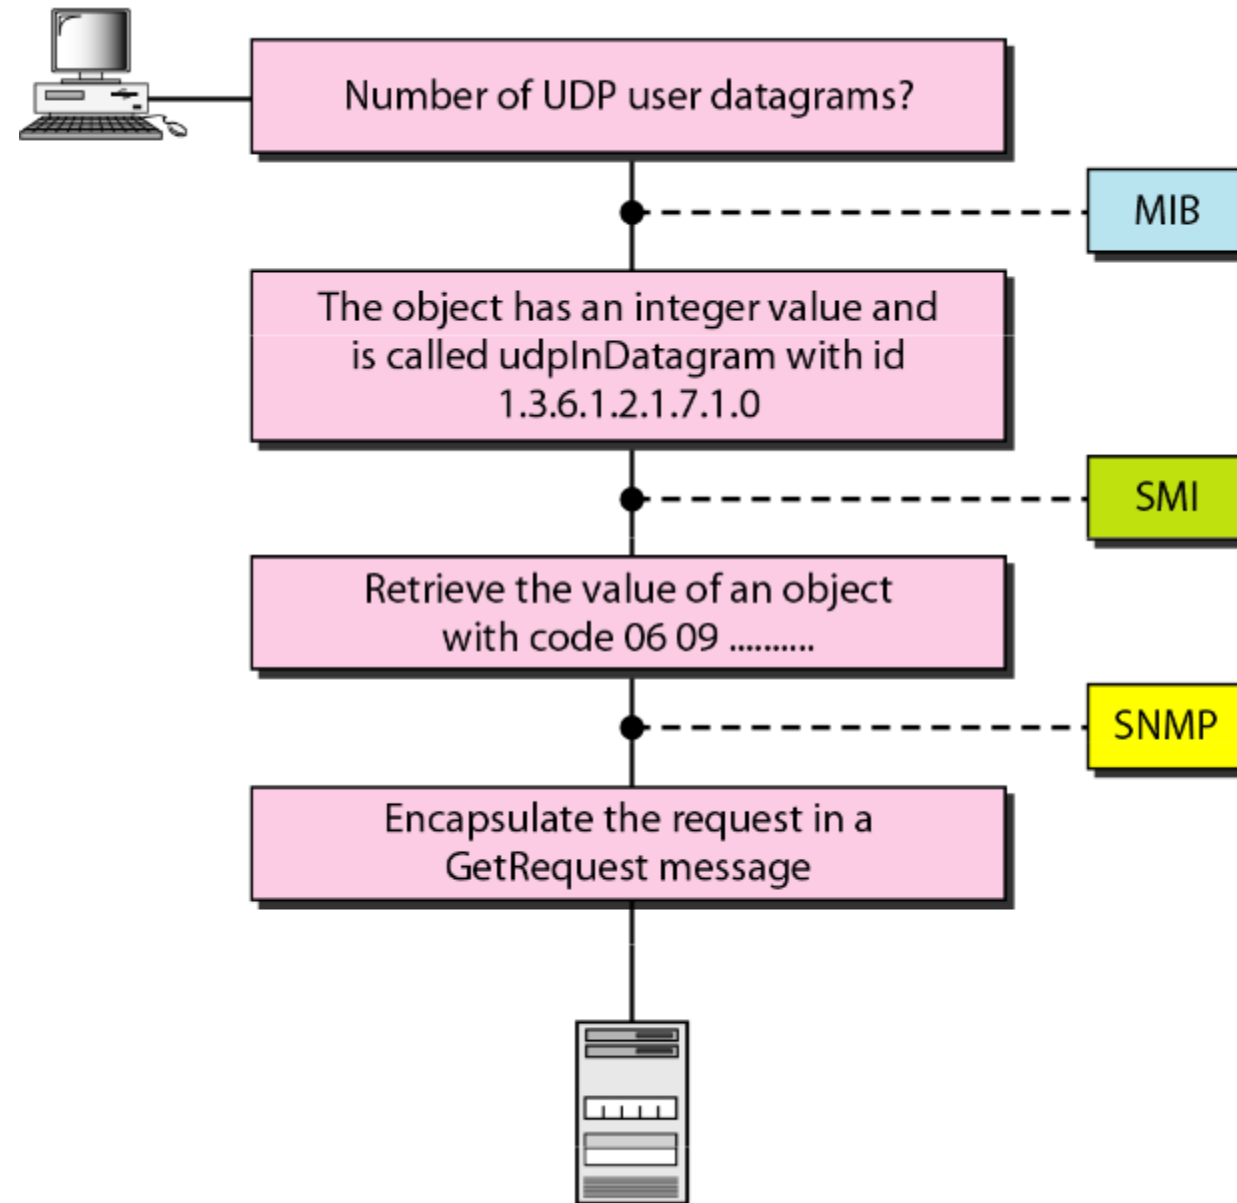 Number of UDP user datagrams?
MIB
The object has an integer value and
is called udpInDatagram with id
1.3.6.1.2.1.7.1.0
SMI
Retrieve the value of an object
with code 06 09 ..........
SNMP
Encapsulate the request in a
GetRequest message